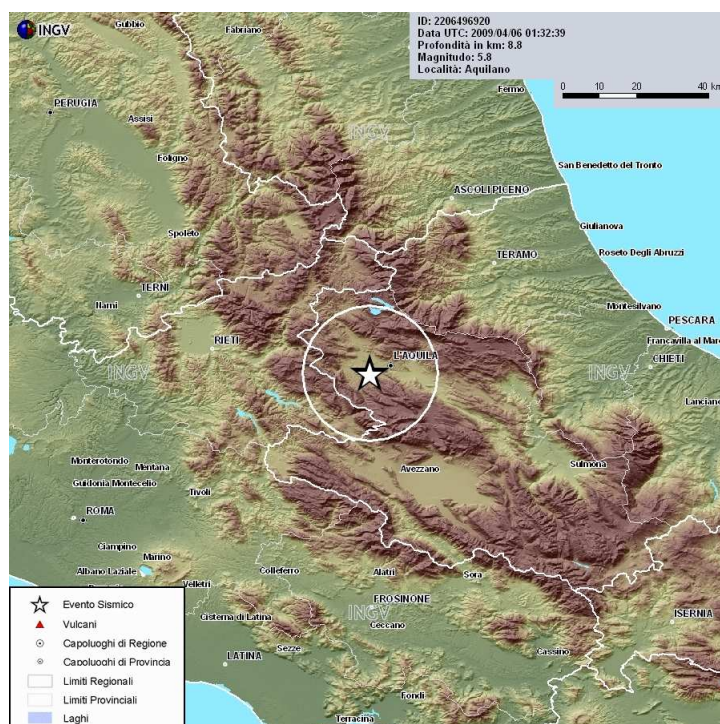 INGV
ID: 2206496920
Data UTC: 2009/04/06 01:32:39
Profondità in km: 8.8
Magnitudo: 5.8
Località: Aquilano
0 10 20 40 km
Gubbio
Fabriano
Fermo
PERUGIA
Assisi
INGV
Foligno
San Benedetto del Tronto
ASCOLI PICENO
Spoleto
Giulianova
TERAMO
Roseto Degli Abruzzi
TERNI
Narni
Montesilvano
PESCARA
RIETI
Francavilla al Mare
L'AQUILA
CHIETI
INGV
INGV
Lanciano
Monterotondo
Mentana
Avezzano
Sulmona
Guidonia Montecelio
Tivoli
ROMA
Ciampino
Marino
Albano Laziale
Colleferro
Alatri
Sora
Velletri
FROSINONE
INGV
Ceccano
Cisterna di Latina
ISERNIA
Sezze
Cassino
LATINA
Fondi
Terracina
Evento Sismico
Vulcani
Capoluoghi di Regione
Capoluoghi di Provincia
Limiti Regionali
Limiti Provinciali
Laghi